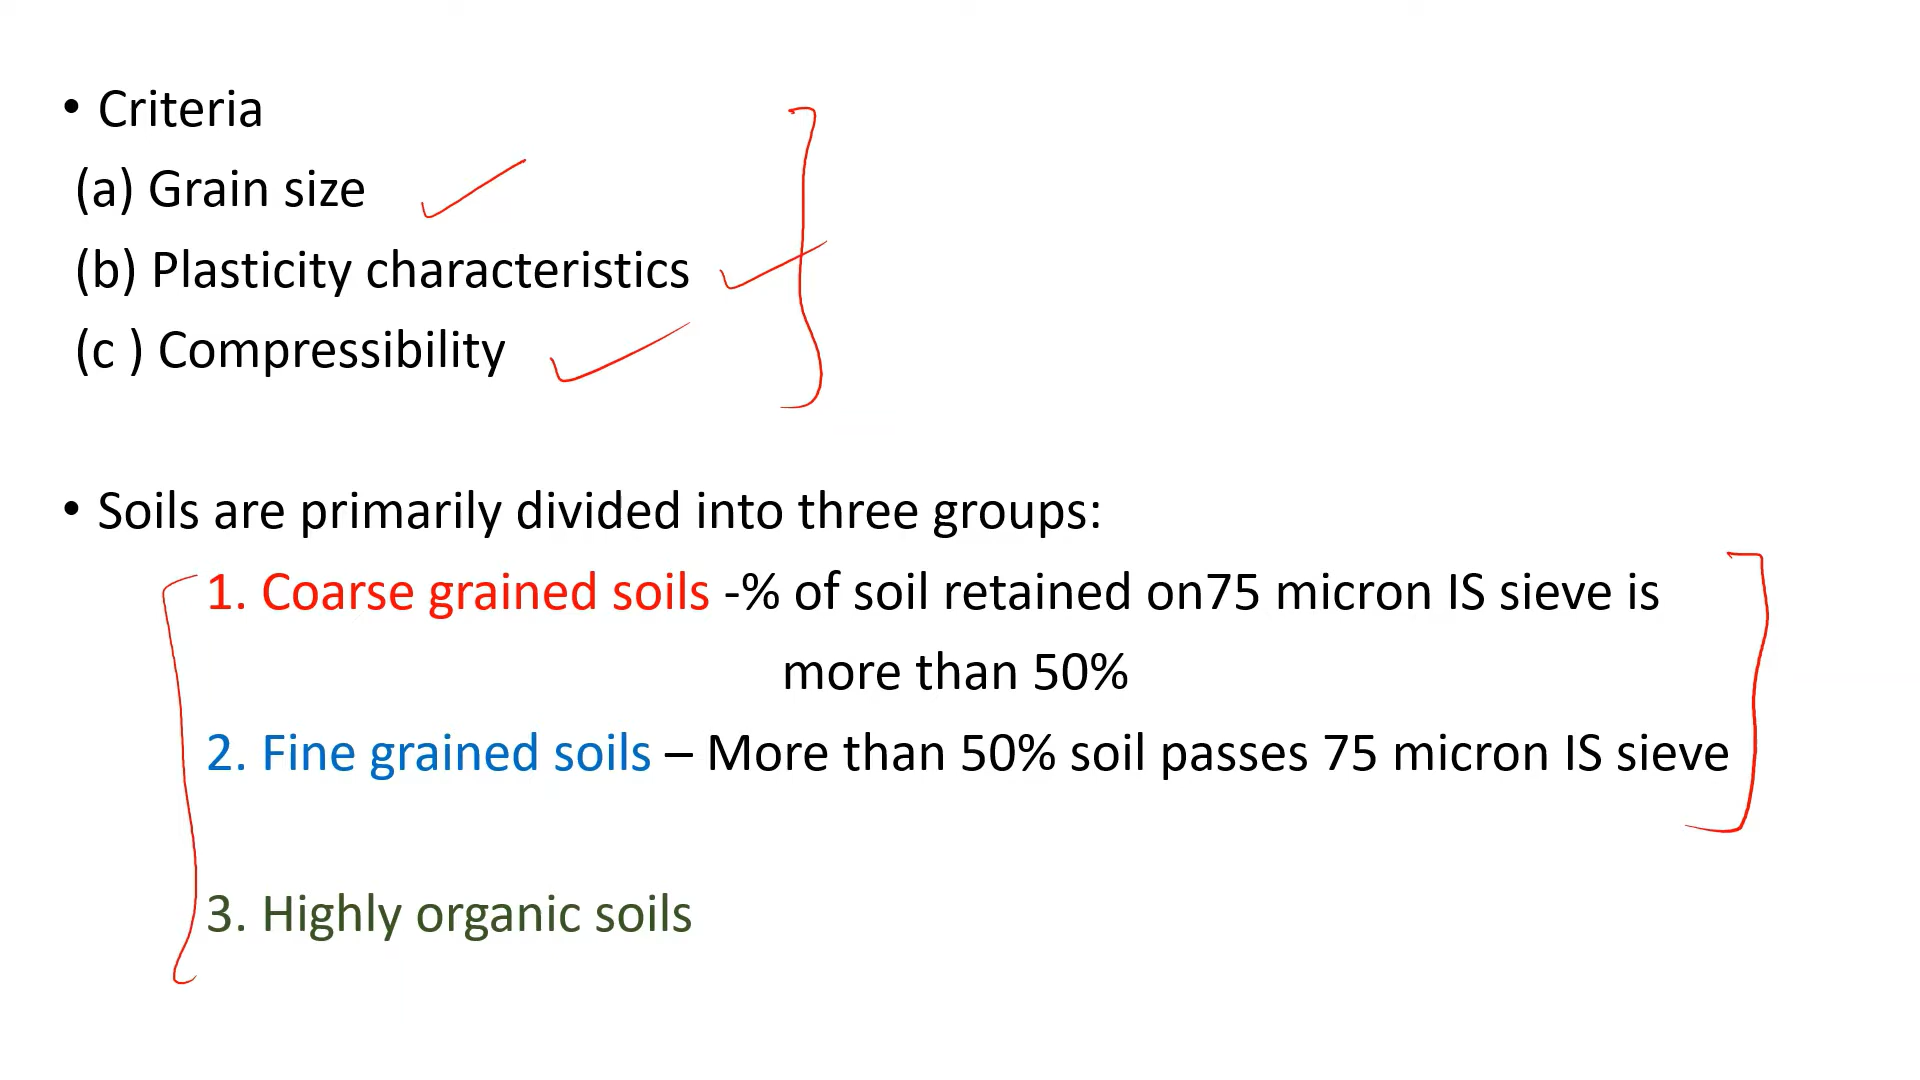 • Criteria
(a) Grain size
(b) Plasticity characteristics
(c ) Compressibility
• Soils are primarily divided into three groups:
1. Coarse grained soils -% of soil retained on75 micron IS sieve is
more than 50%
2. Fine grained soils – More than 50% soil passes 75 micron IS sieve
3. Highly organic soils